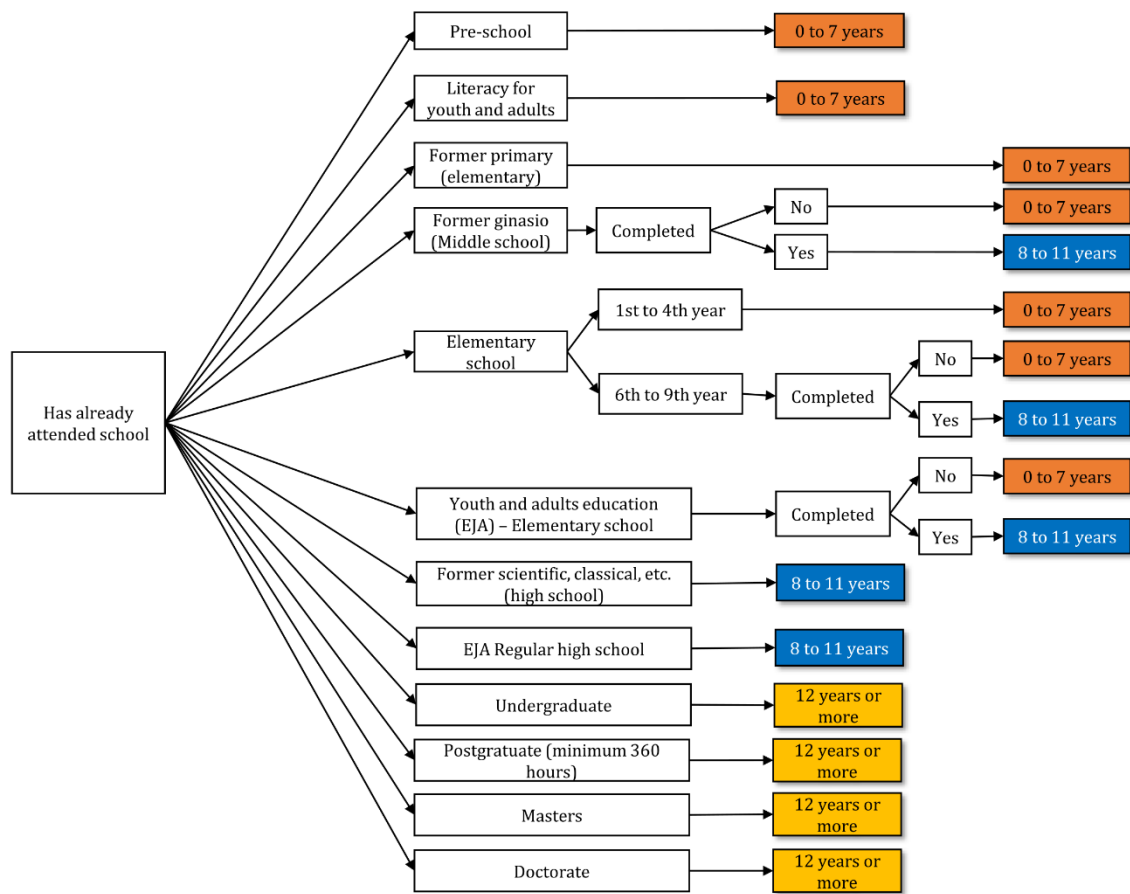 Pre-school
0 to 7 years
Literacy for
youth and adults
0 to 7 years
Former primary
(elementary)
0 to 7 years
Former ginasio
(Middle school)
Completed
No
0 to 7 years
Yes
8 to 11 years
Has already
attended school
Elementary
school
1st to 4th year
0 to 7 years
6th to 9th year
Completed
No
0 to 7 years
Yes
8 to 11 years
Youth and adults education
(EJA) – Elementary school
Completed
No
0 to 7 years
Yes
8 to 11 years
Former scientific, classical, etc.
(high school)
8 to 11 years
EJA Regular high school
8 to 11 years
Undergraduate
12 years or
more
Postgratuate (minimum 360
hours)
12 years or
more
Masters
12 years or
more
Doctorate
12 years or
more